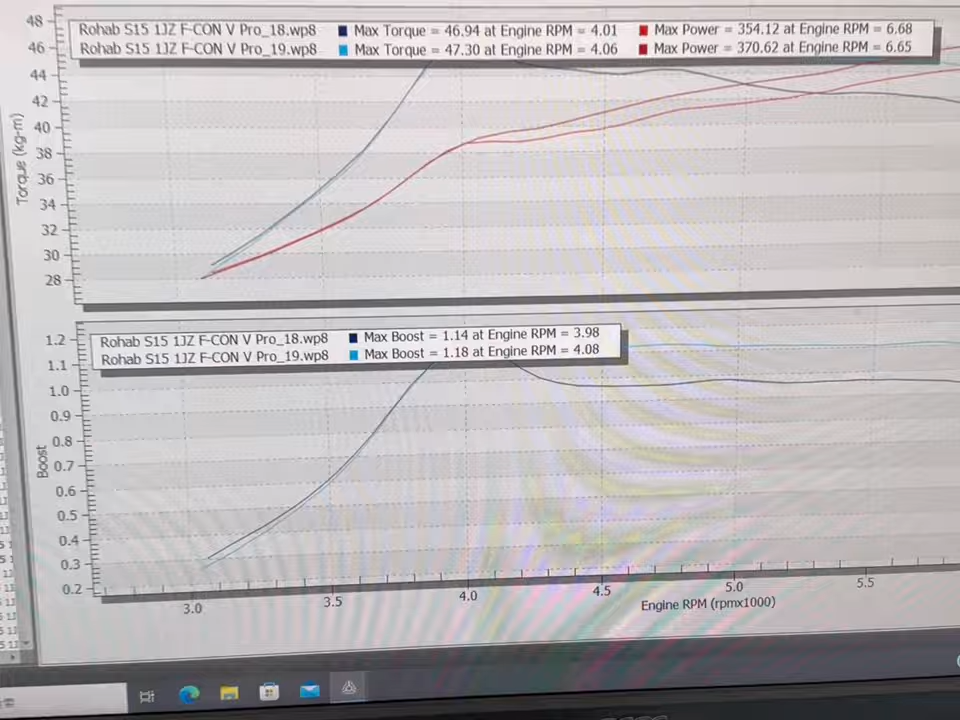 48
46
44
42
40
38
36
34
32
30
28
Torque (kg-m)
Rohab S15 1JZ F-CON V Pro_18.wp8 Max Torque = 46.94 at Engine RPM = 4.01 Max Power = 354.12 at Engine RPM = 6.68
Rohab S15 1JZ F-CON V Pro_19.wp8 Max Torque = 47.30 at Engine RPM = 4.06 Max Power = 370.62 at Engine RPM = 6.65
1.2
1.1
1.0
0.9
0.8
0.7
0.6
0.5
0.4
0.3
0.2
Boost
Rohab S15 1JZ F-CON V Pro_18.wp8 Max Boost = 1.14 at Engine RPM = 3.98
Rohab S15 1JZ F-CON V Pro_19.wp8 Max Boost = 1.18 at Engine RPM = 4.08
3.0 3.5 4.0 4.5 5.0 5.5
Engine RPM (rpmx1000)